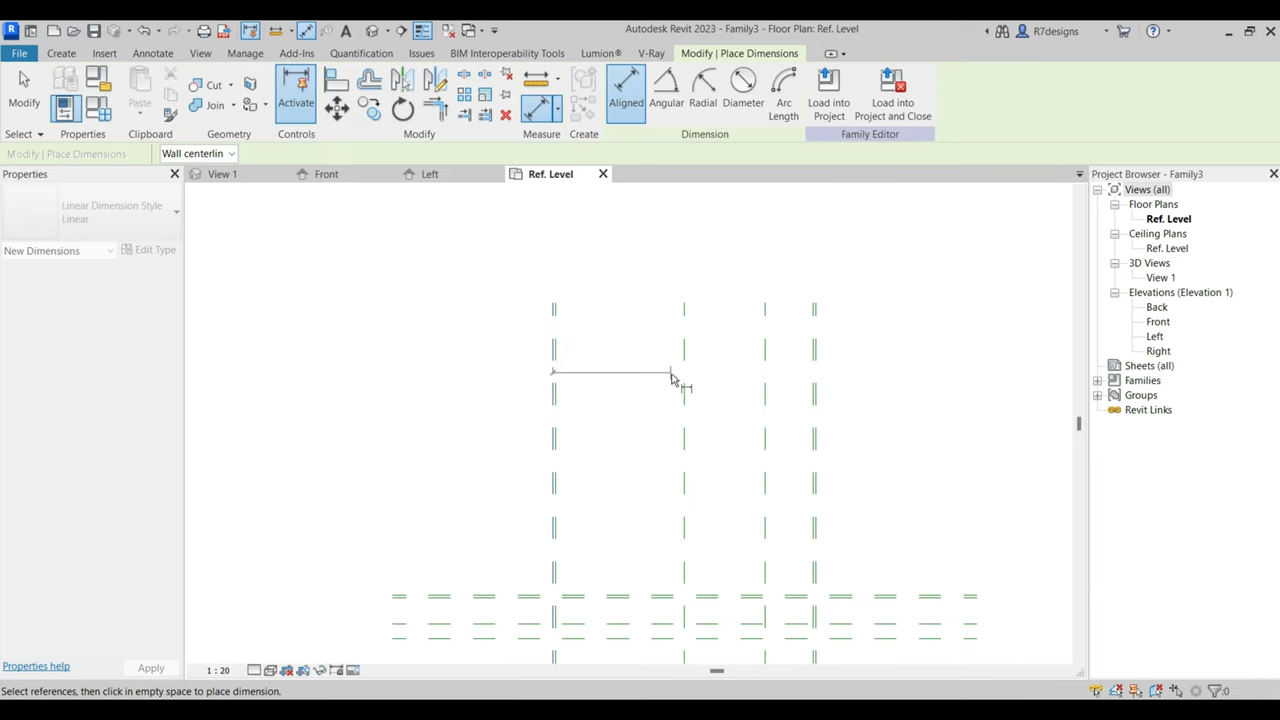 Autodesk Revit 2023 - Family3 - Floor Plan: Ref. Level
R7designs
File Create Insert Annotate View Manage Add-Ins Quantification Issues BIM Interoperability Tools Lumion® V-Ray Modify | Place Dimensions
Modify Paste Cut Join Activate Aligned Angular Radial Diameter Arc Length Load into Project Load into Project and Close
Select Properties Clipboard Geometry Controls Modify Measure Create Dimension Family Editor
Modify | Place Dimensions Wall centerlin
Properties
View 1 Front Left Ref. Level
Project Browser - Family3
Linear Dimension Style
Linear
New Dimensions Edit Type
Views (all)
Floor Plans
Ref. Level
Ceiling Plans
Ref. Level
3D Views
View 1
Elevations (Elevation 1)
Back
Front
Left
Right
Sheets (all)
Families
Groups
Revit Links
Properties help Apply
1 : 20
Select references, then click in empty space to place dimension.
:0